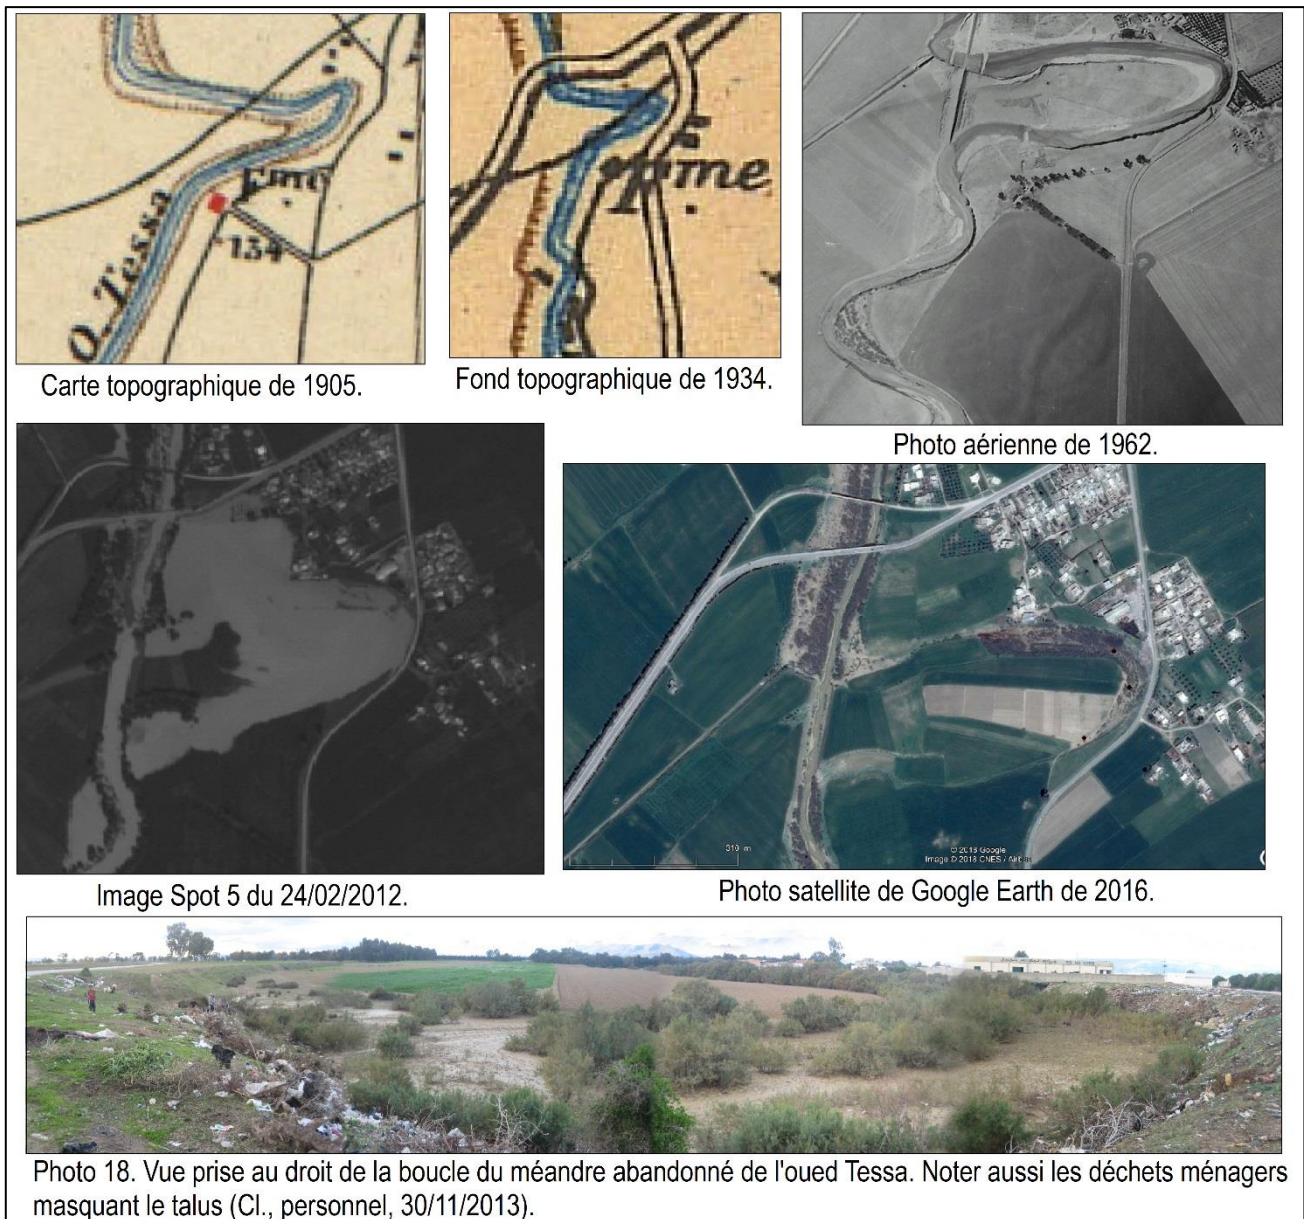 O. Tessa
Fme
134
Carte topographique de 1905.
Fme
Fond topographique de 1934.
Photo aérienne de 1962.
Image Spot 5 du 24/02/2012.
310 m
© 2018 Google
Image © 2018 CNES / Airbus
Photo satellite de Google Earth de 2016.
Photo 18. Vue prise au droit de la boucle du méandre abandonné de l'oued Tessa. Noter aussi les déchets ménagers
masquant le talus (Cl., personnel, 30/11/2013).